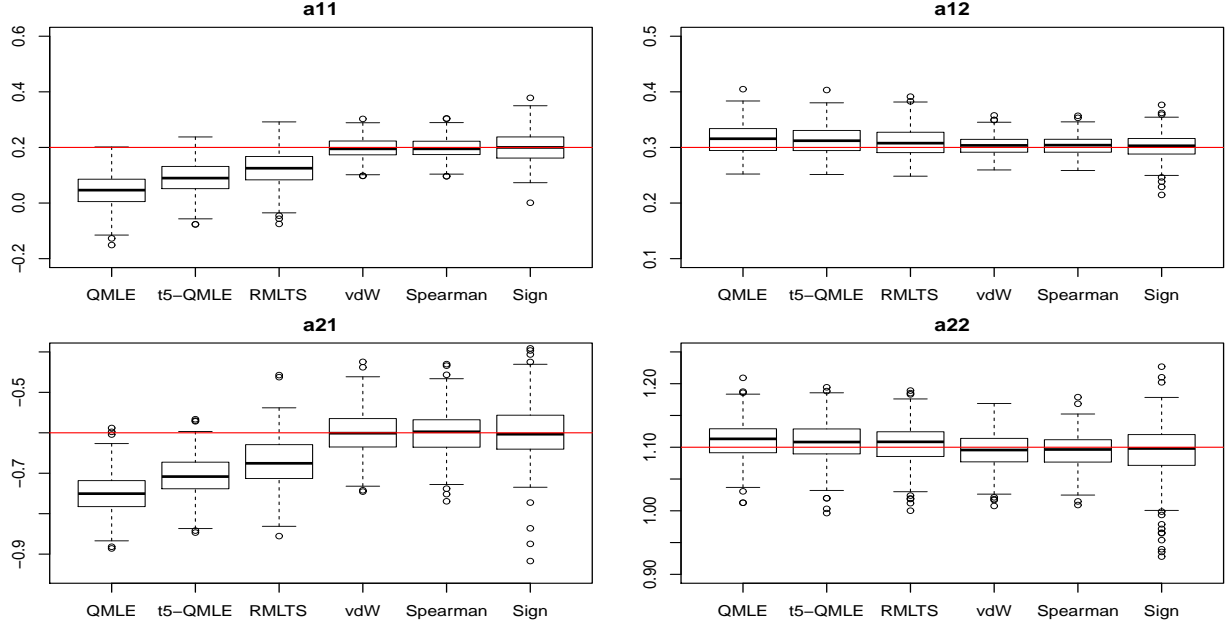 a11
a12
0.6
0.4
0.2
0.0
−0.2
0.5
0.4
0.3
0.2
0.1
QMLE t5−QMLE RMLTS vdW Spearman Sign
QMLE t5−QMLE RMLTS vdW Spearman Sign
a21
a22
−0.5
−0.7
−0.9
1.20
1.10
1.00
0.90
QMLE t5−QMLE RMLTS vdW Spearman Sign
QMLE t5−QMLE RMLTS vdW Spearman Sign